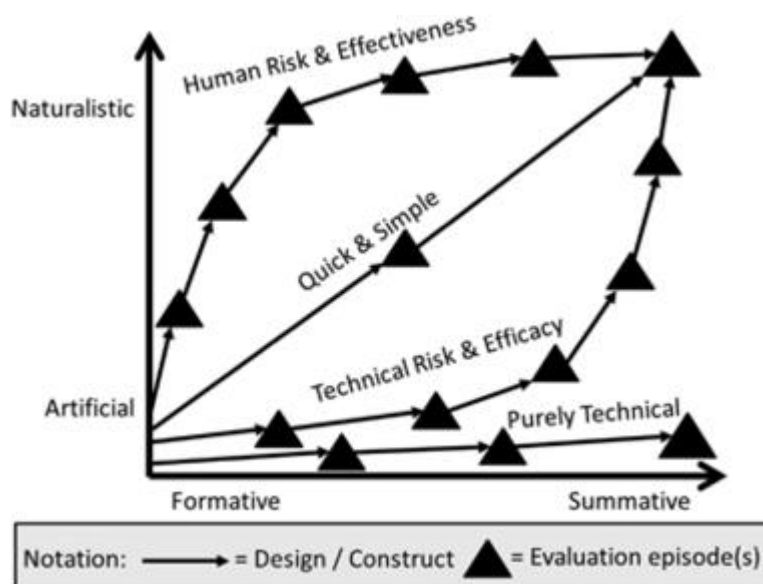 Human Risk & Effectiveness
Naturalistic
Quick & Simple
Technical Risk & Efficacy
Artificial
Purely Technical
Formative
Summative
Notation:
= Design / Construct
= Evaluation episode(s)